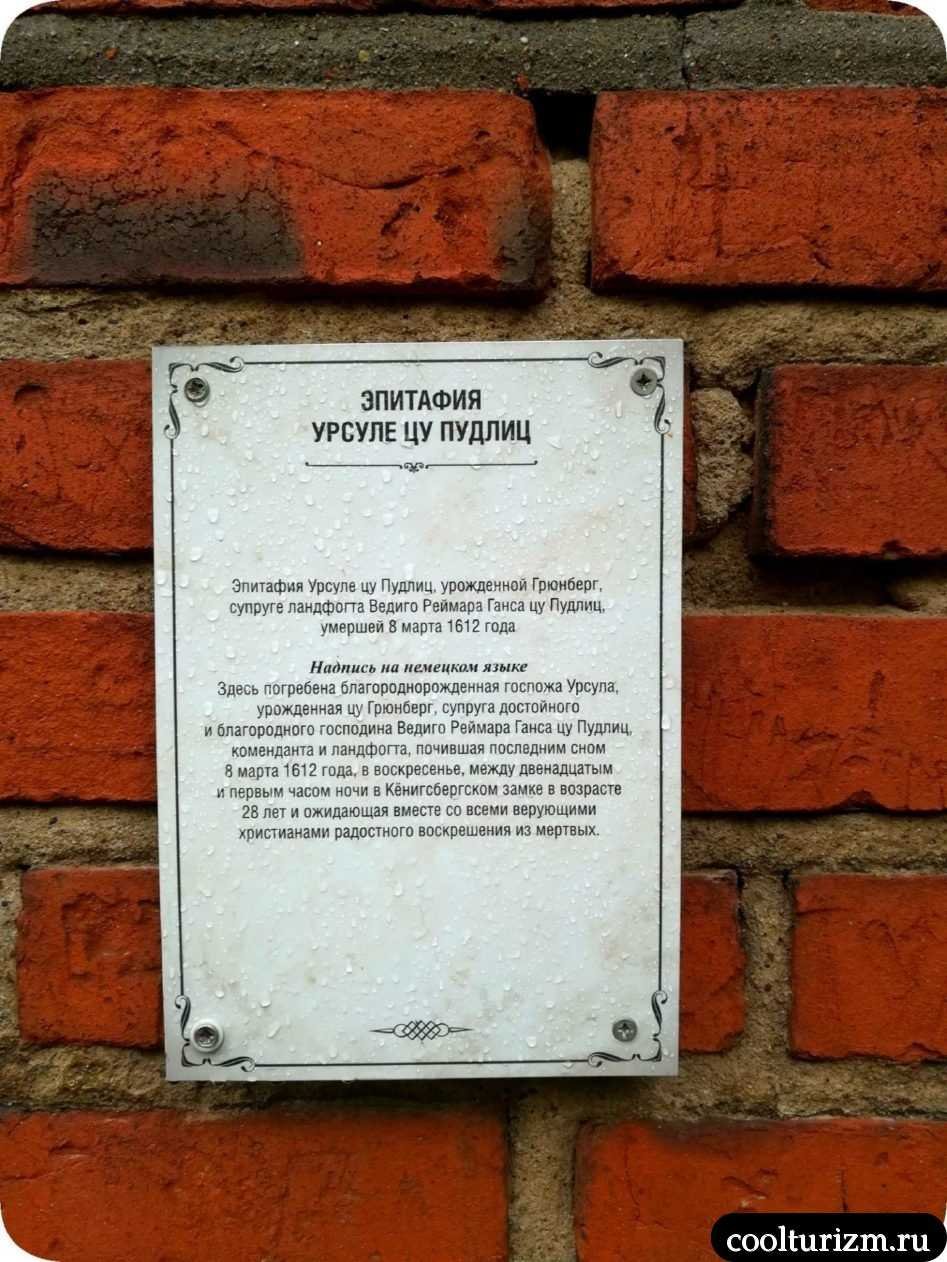 ЭПИТАФИЯ
УРСУЛЕ ЦУ ПУДЛИЦ
Эпитафия Урсуле цу Пудлиц, урожденной Грюнберг,
супруге ландфогта Ведиго Реймара Ганса цу Пудлиц,
умершей 8 марта 1612 года
Надпись на немецком языке
Здесь погребена благороднорожденная госпожа Урсула,
урожденная цу Грюнберг, супруга достойного
и благородного господина Ведиго Реймара Ганса цу Пудлиц,
коменданта и ландфогта, почившая последним сном
8 марта 1612 года, в воскресенье, между двенадцатым
и первым часом ночи в Кёнигсбергском замке в возрасте
28 лет и ожидающая вместе со всеми верующими
христианами радостного воскрешения из мертвых.
coolturizm.ru